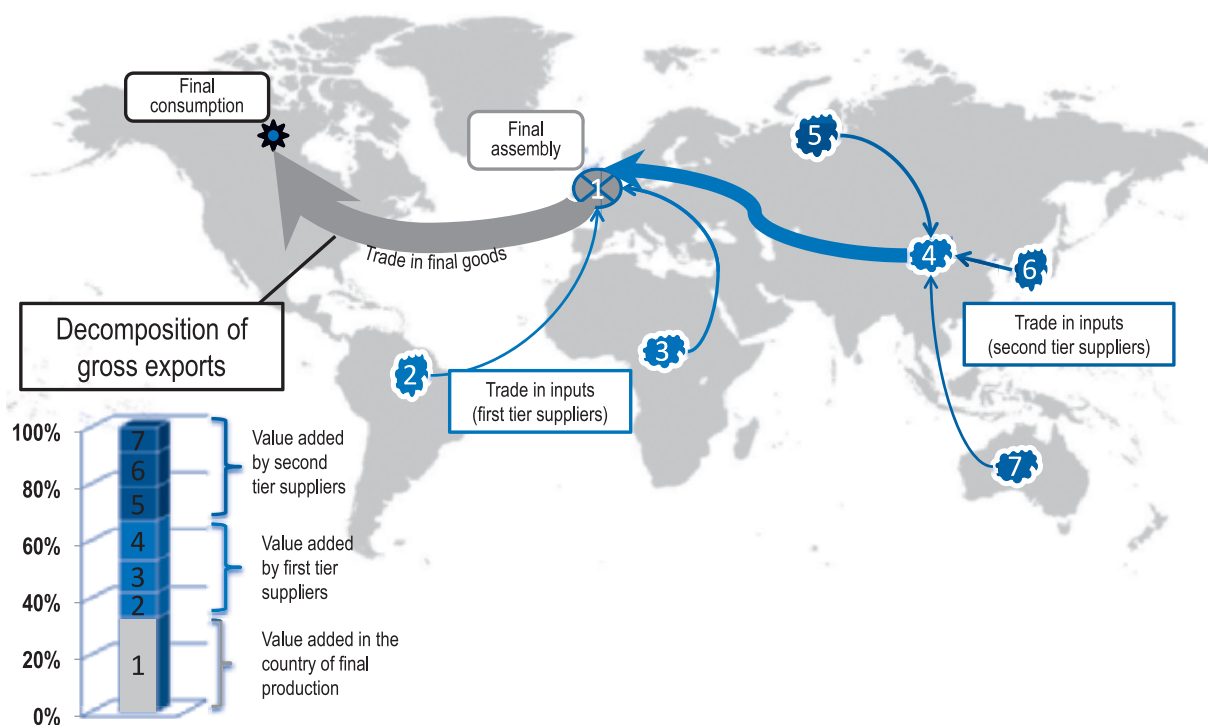 Final
consumption
Final
assembly
1
5
4
6
Trade in final goods
Decomposition of
gross exports
2
3
Trade in inputs
(first tier suppliers)
Trade in inputs
(second tier suppliers)
7
100%
80%
60%
40%
20%
0%
7
6
5
4
3
2
1
Value added
by second
tier suppliers
Value added
by first tier
suppliers
Value added in the
country of final
production